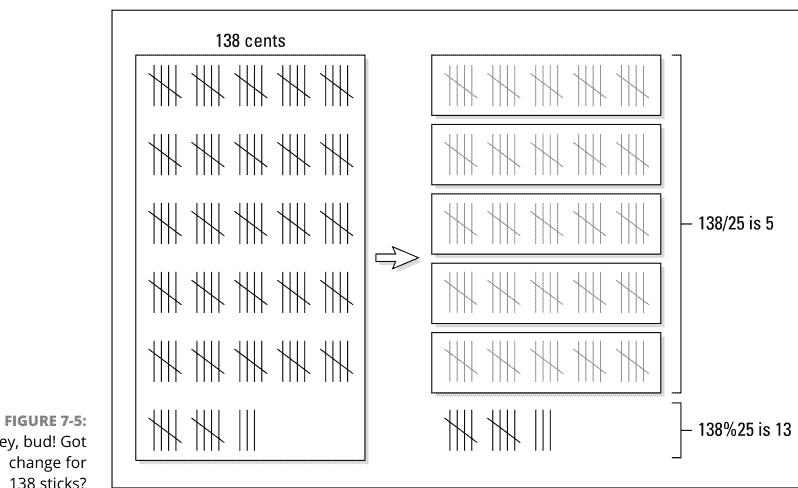 138 cents
138/25 is 5
138%25 is 13
FIGURE 7-5:
ey, bud! Got
change for
138 sticks?